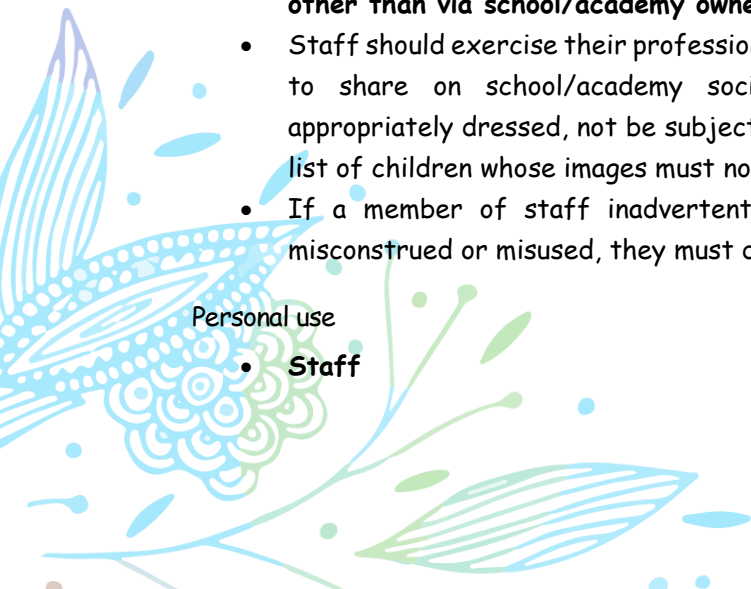 other than via school/academy owne
• Staff should exercise their profession
to share on school/academy soci
appropriately dressed, not be subject
list of children whose images must no
• If a member of staff inadvertent
misconstrued or misused, they must
Personal use
• Staff